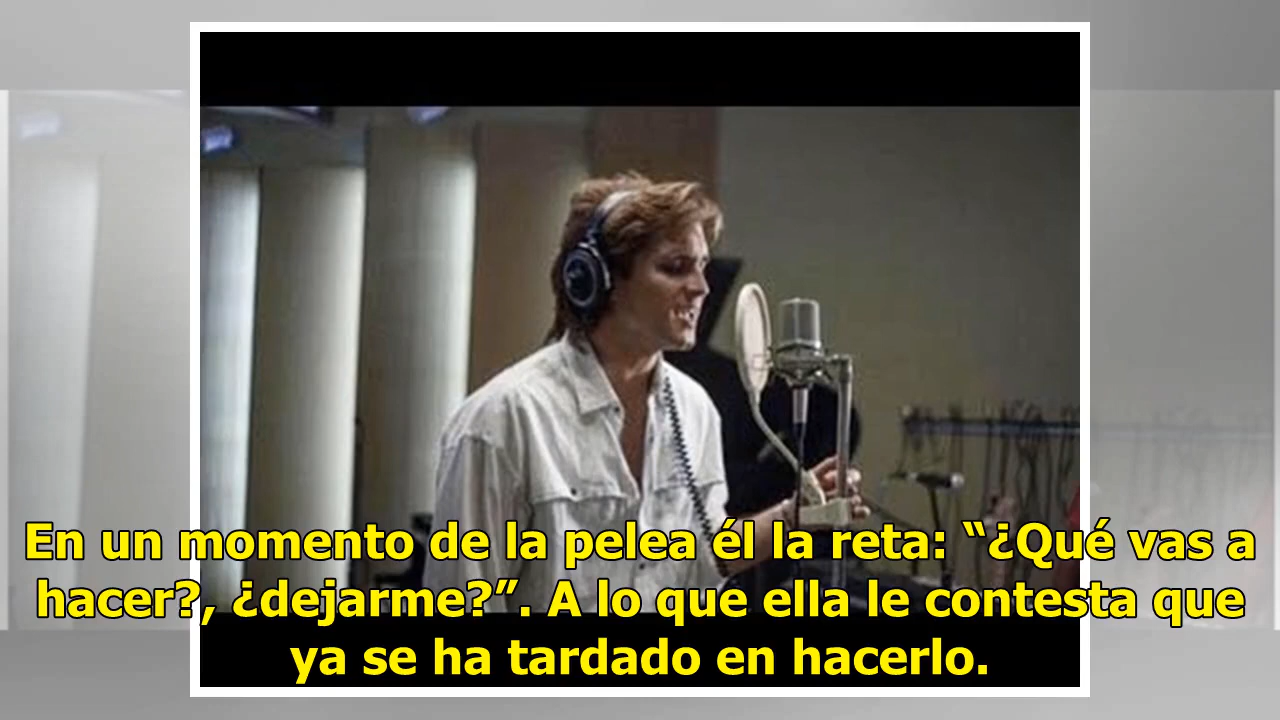 En un momento de la pelea él la reta: “¿Qué vas a
hacer?, ¿dejarme?”. A lo que ella le contesta que
ya se ha tardado en hacerlo.